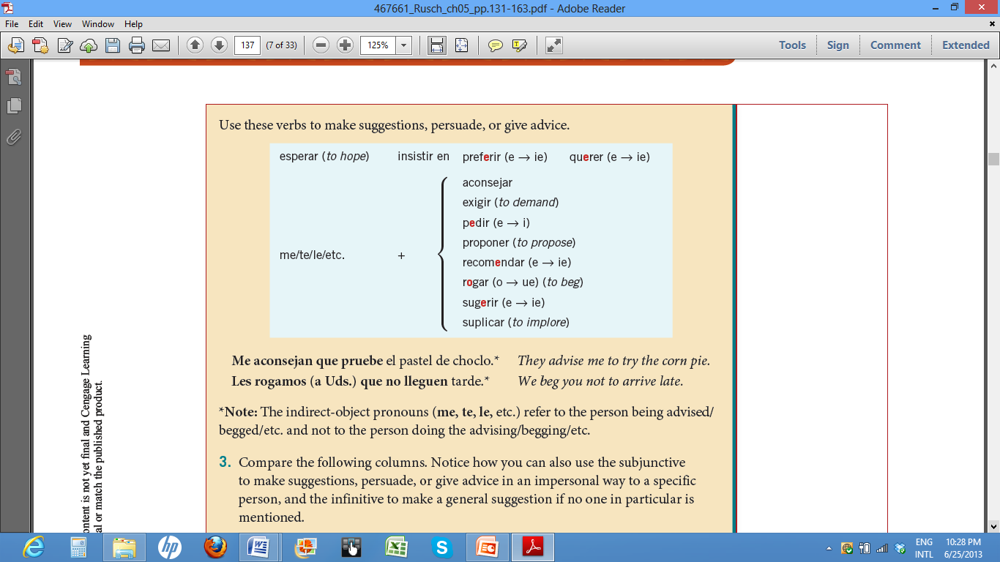 467661_Rusch_ch05_pp.131-163.pdf - Adobe Reader
File Edit View Window Help
137 (7 of 33) 125% Tools Sign Comment Extended
Use these verbs to make suggestions, persuade, or give advice.
esperar (to hope) insistir en preferir (e → ie) querer (e → ie)
aconsejar
exigir (to demand)
pedir (e → i)
proponer (to propose)
me/te/le/etc. +
recomendar (e → ie)
rogar (o → ue) (to beg)
sugerir (e → ie)
suplicar (to implore)
Me aconsejan que pruebe el pastel de choclo.* They advise me to try the corn pie.
Les rogamos (a Uds.) que no lleguen tarde.* We beg you not to arrive late.
*Note: The indirect-object pronouns (me, te, le, etc.) refer to the person being advised/
begged/etc. and not to the person doing the advising/begging/etc.
3. Compare the following columns. Notice how you can also use the subjunctive
to make suggestions, persuade, or give advice in an impersonal way to a specific
person, and the infinitive to make a general suggestion if no one in particular is
mentioned.
ontent is not yet final and Cengage Learning
al or match the published product.
ENG 10:28 PM
INTL 6/25/2013